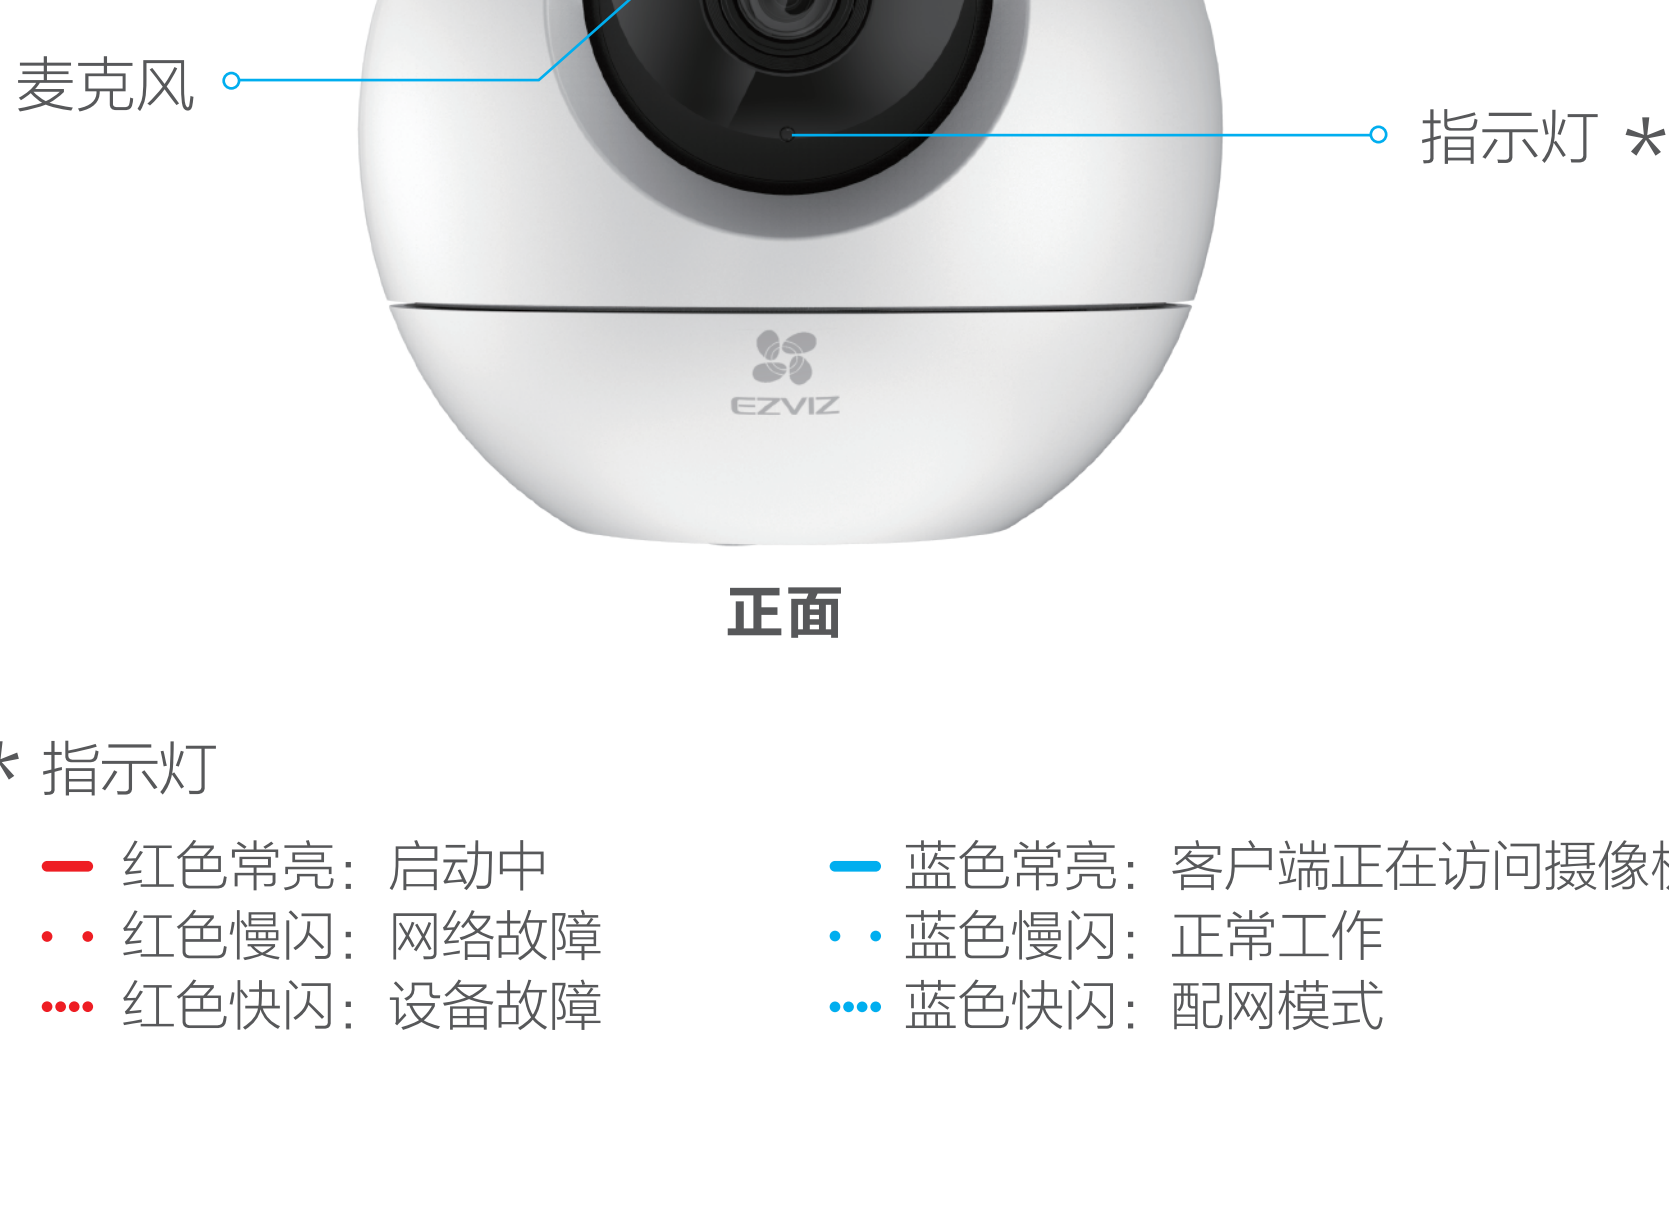 麦克风
指示灯 *
EZVIZ
正面
* 指示灯
红色常亮：启动中
红色慢闪：网络故障
红色快闪：设备故障
蓝色常亮：客户端正在访问摄像
蓝色慢闪：正常工作
蓝色快闪：配网模式